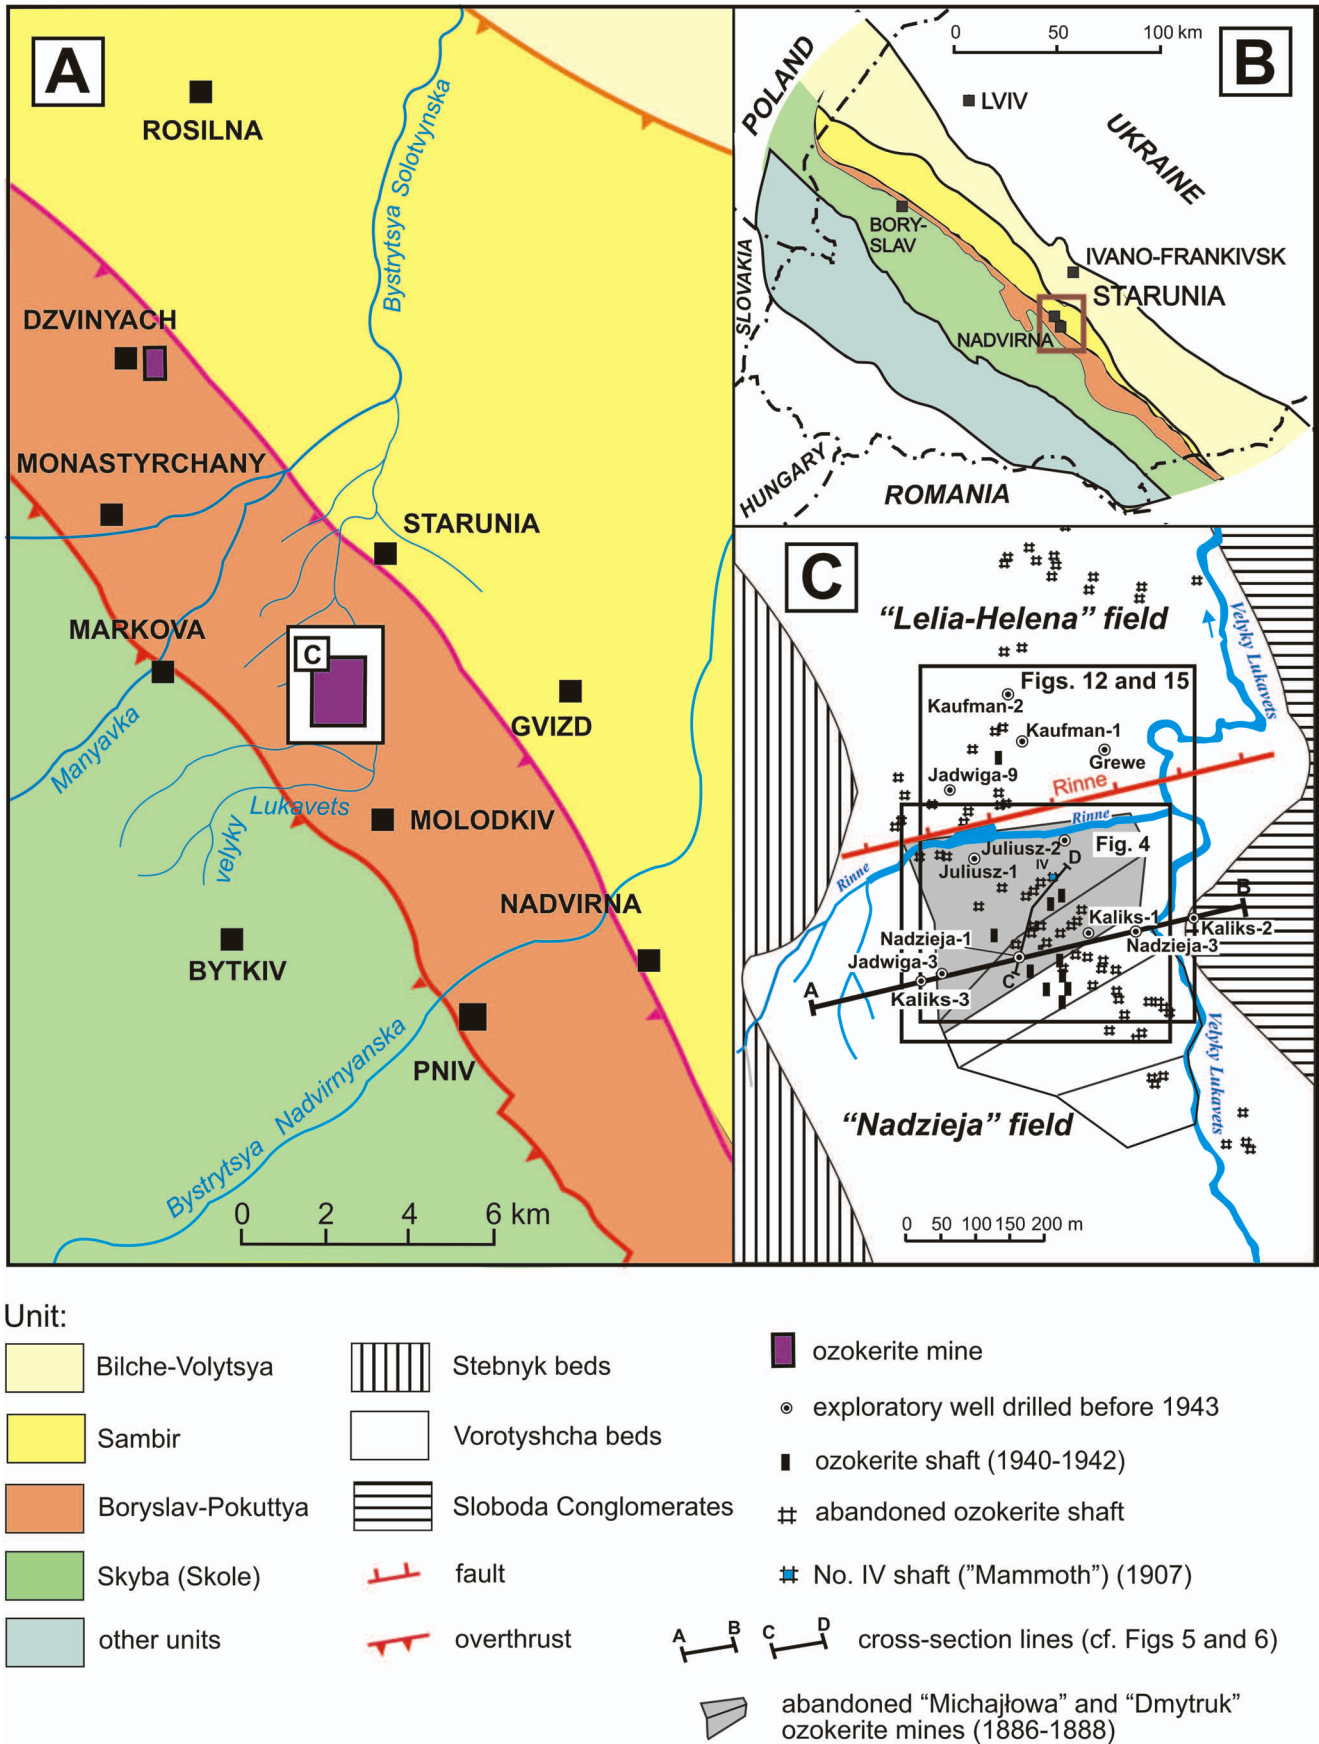 A
ROSILNA
Bystrytsya Solotvynska
DZVINYACH
MONASTYRCHANY
STARUNIA
MARKOVA
C
GVIZD
Manyavka
Lukavets
velyky
MOLODKIV
NADVIRNA
BYTKIV
PNIV
Bystrytsya Nadvirnyanska
0 2 4 6 km
B
0 50 100 km
POLAND
LVIV
UKRAINE
BORY-
SLAV
IVANO-FRANKIVSK
STARUNIA
NADVIRNA
SLOVAKIA
HUNGARY
ROMANIA
C
“Lelia-Helena” field
Velyky Lukavets
Figs. 12 and 15
Kaufman-2
Kaufman-1
Grewe
Jadwiga-9
Rinne
Rinne
Fig. 4
Juliusz-2
IV
D
Juliusz-1
Rinne
B
Kaliks-1
Kaliks-2
Nadzieja-1
Nadzieja-3
Jadwiga-3
C
A
Kaliks-3
Velyky Lukavets
“Nadzieja” field
0 50 100 150 200 m
Unit:
Bilche-Volytsya
Sambir
Boryslav-Pokuttya
Skyba (Skole)
other units
Stebnyk beds
Vorotyshcha beds
Sloboda Conglomerates
fault
overthrust
ozokerite mine
exploratory well drilled before 1943
ozokerite shaft (1940-1942)
abandoned ozokerite shaft
No. IV shaft (”Mammoth”) (1907)
A B C D cross-section lines (cf. Figs 5 and 6)
abandoned “Michajłowa” and “Dmytruk”
ozokerite mines (1886-1888)